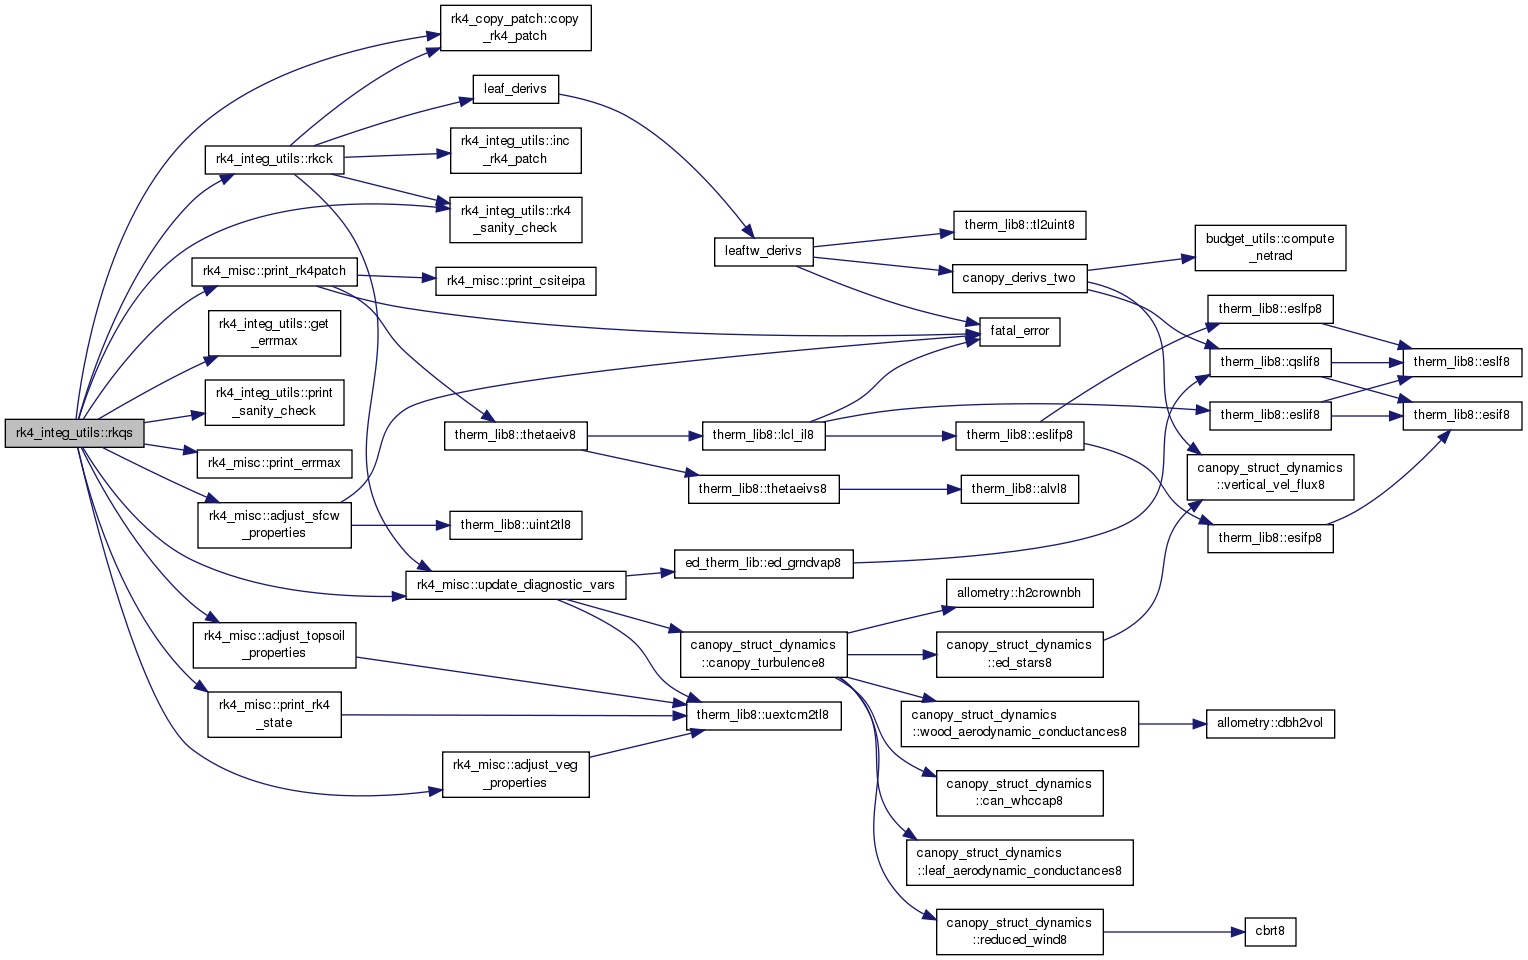 rk4_copy_patch::copy
_rk4_patch
leaf_derivs
rk4_integ_utils::inc
_rk4_patch
rk4_integ_utils::rkck
rk4_integ_utils::rk4
_sanity_check
rk4_misc::print_rk4patch
rk4_misc::print_csiteipa
rk4_integ_utils::get
_errmax
rk4_integ_utils::print
_sanity_check
rk4_integ_utils::rkqs
rk4_misc::print_errmax
therm_lib8::thetaeiv8
rk4_misc::adjust_sfcw
_properties
therm_lib8::uint2tl8
rk4_misc::update_diagnostic_vars
rk4_misc::adjust_topsoil
_properties
rk4_misc::print_rk4
_state
rk4_misc::adjust_veg
_properties
leaftw_derivs
therm_lib8::tl2uint8
canopy_derivs_two
budget_utils::compute
_netrad
fatal_error
therm_lib8::eslfp8
therm_lib8::qslif8
therm_lib8::eslf8
therm_lib8::eslif8
therm_lib8::esif8
therm_lib8::lcl_il8
therm_lib8::eslifp8
therm_lib8::thetaeivs8
therm_lib8::alvl8
canopy_struct_dynamics
::vertical_vel_flux8
therm_lib8::esifp8
ed_therm_lib::ed_grndvap8
allometry::h2crownbh
canopy_struct_dynamics
::canopy_turbulence8
canopy_struct_dynamics
::ed_stars8
therm_lib8::uextcm2tl8
canopy_struct_dynamics
::wood_aerodynamic_conductances8
allometry::dbh2vol
canopy_struct_dynamics
::can_whccap8
canopy_struct_dynamics
::leaf_aerodynamic_conductances8
canopy_struct_dynamics
::reduced_wind8
cbrt8